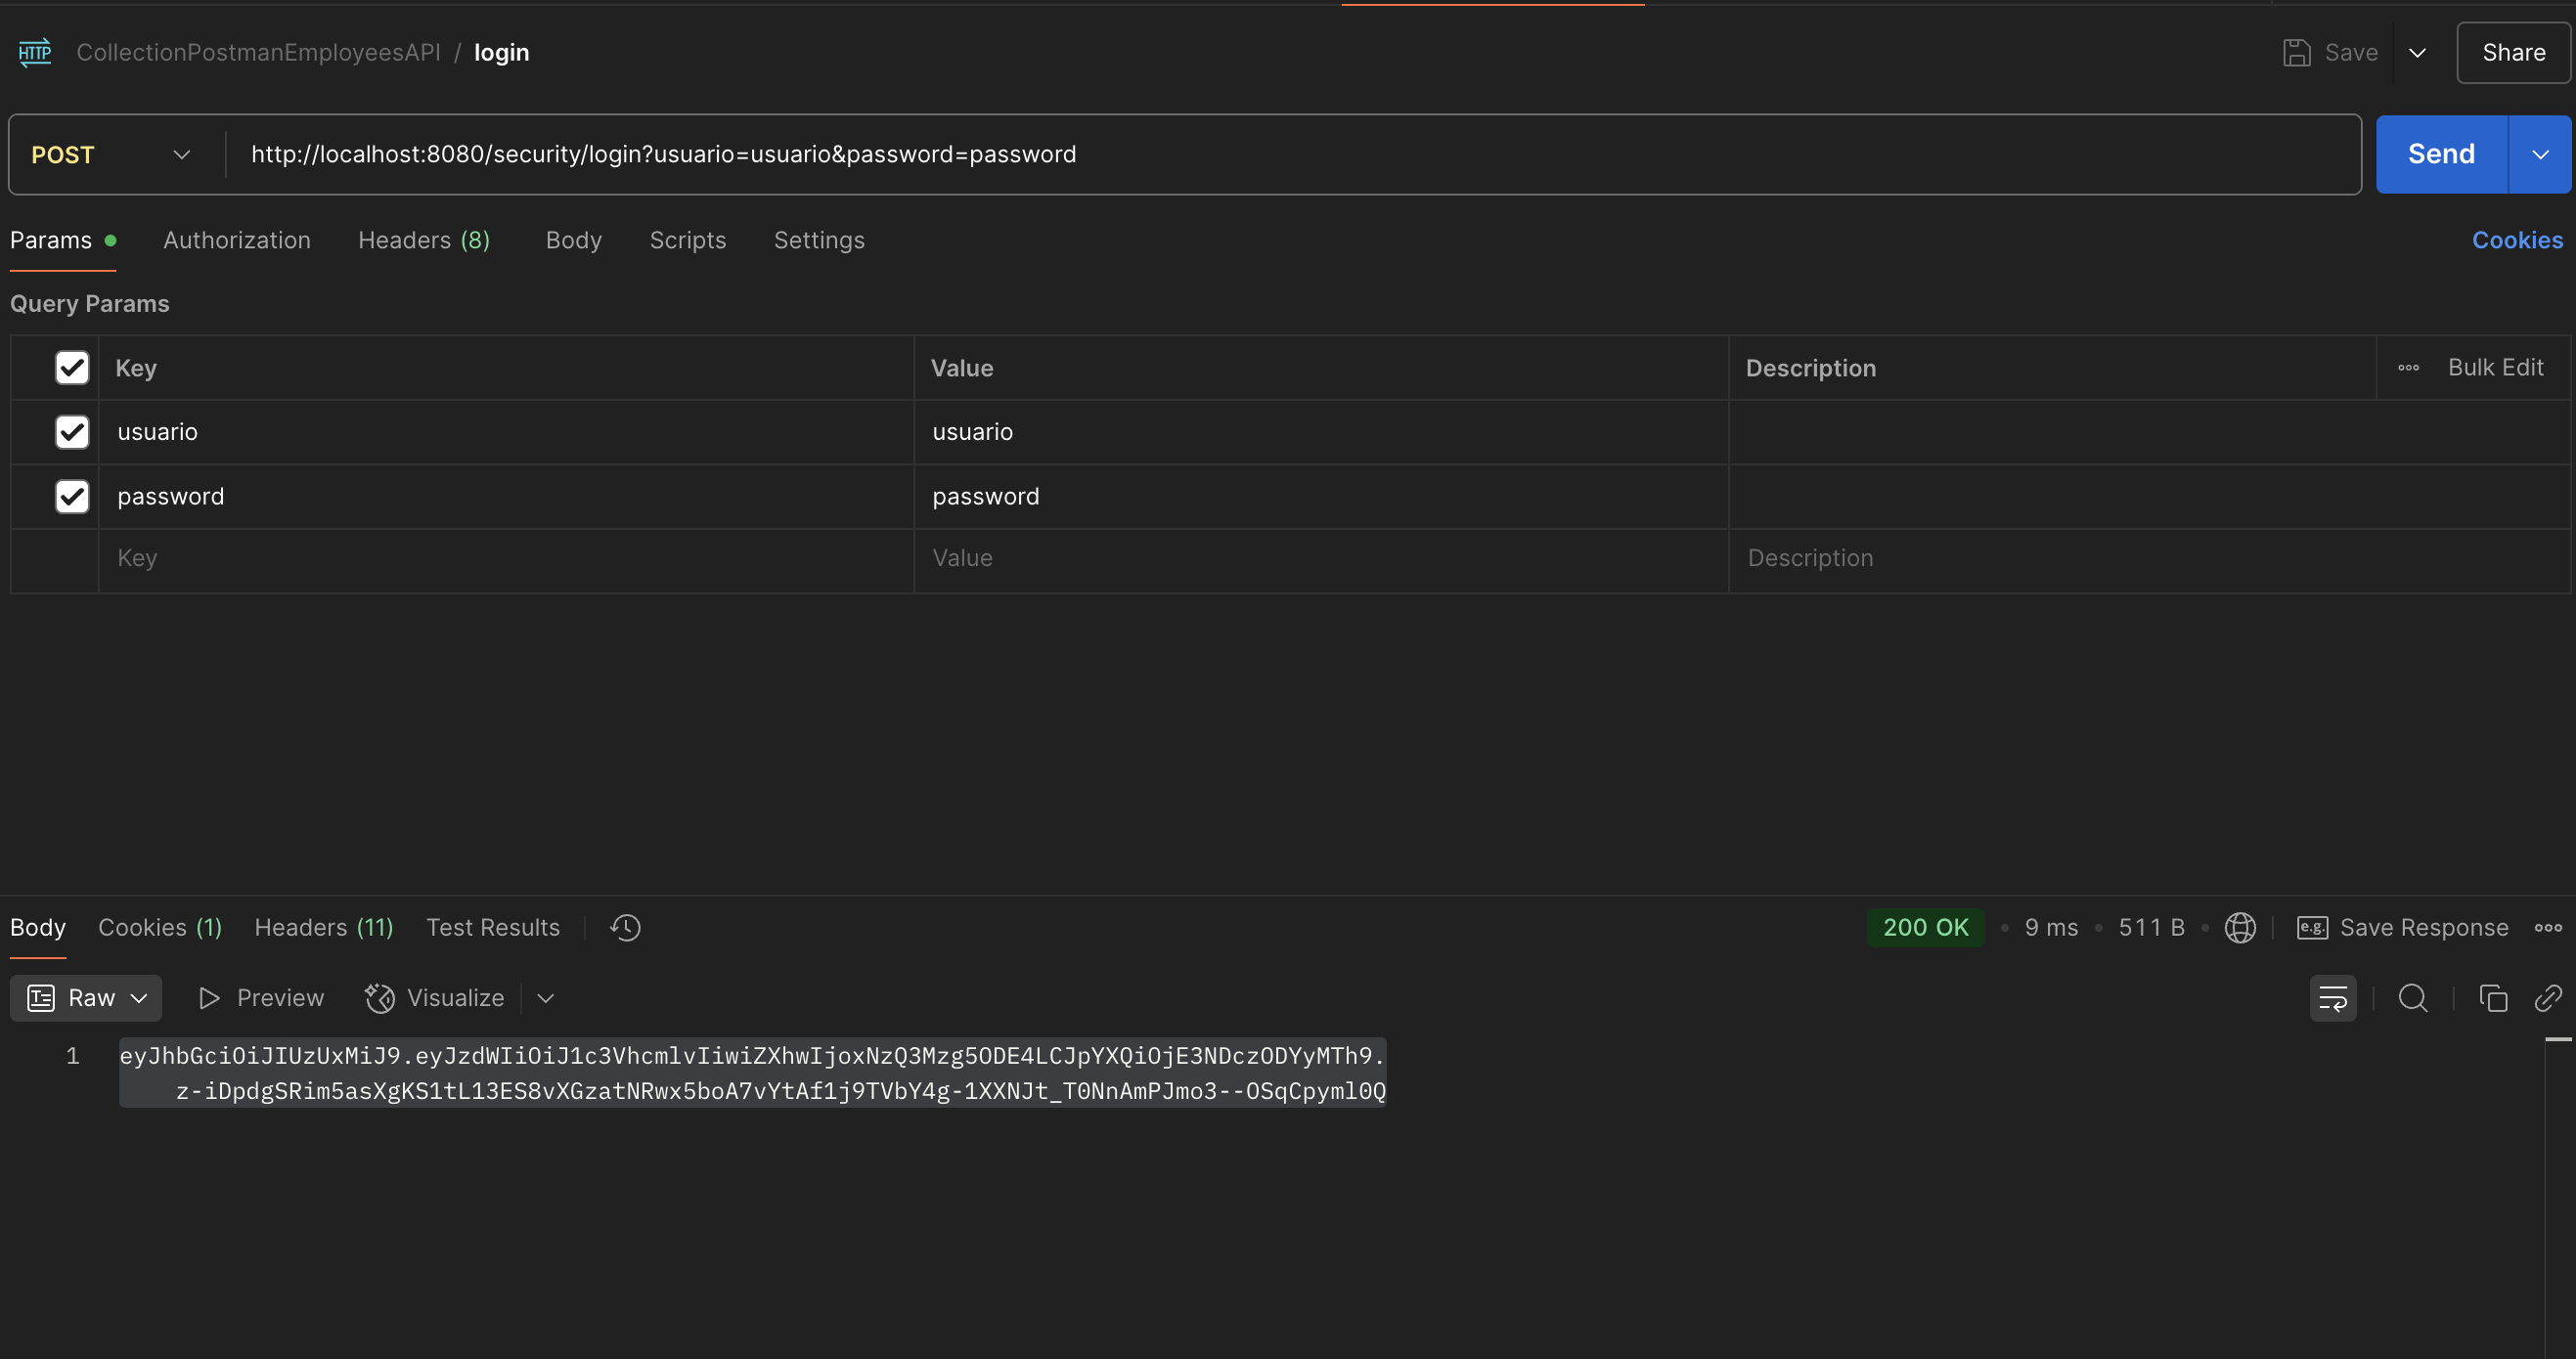 HTTP CollectionPostmanEmployeesAPI / login Save Share
POST http://localhost:8080/security/login?usuario=usuario&password=password Send
Params Authorization Headers (8) Body Scripts Settings Cookies
Query Params
Key Value Description Bulk Edit
usuario usuario
password password
Key Value Description
Body Cookies (1) Headers (11) Test Results 200 OK 9 ms 511 B e.g. Save Response
Raw Preview Visualize
1 eyJhbGciOiJIUzUxMiJ9.eyJzdWIiOiJ1c3VhcmlvIiwiZXhwIjoxNzQ3Mzg5ODE4LCJpYXQiOjE3NDczODYyMTh9.
z-iDpdgSRim5asXgKS1tL13ES8vXGzatNRwx5boA7vYtAf1j9TVbY4g-1XXNJt_T0NnAmPJmo3--OSqCpyml0Q